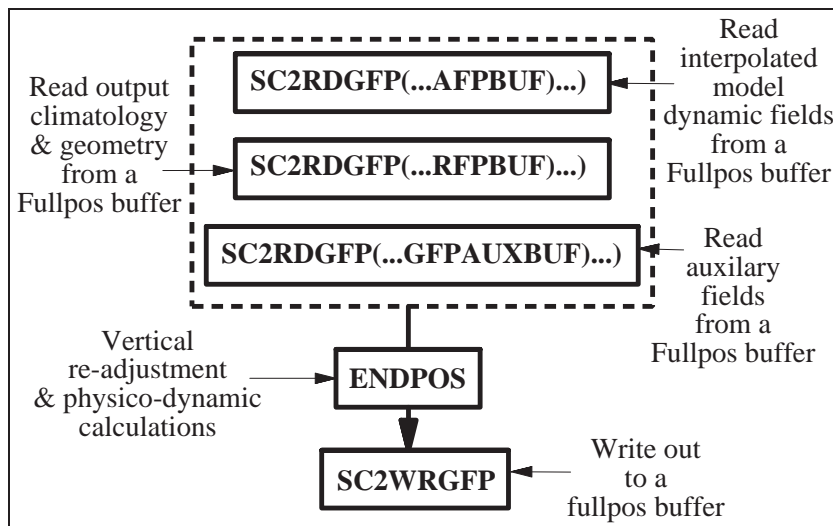 SC2RDGFP(...AFPBUF)...)
Read
interpolated
model
dynamic fields
from a
Fullpos buffer
Read output
climatology
& geometry
from a
Fullpos buffer
SC2RDGFP(...RFPBUF)...)
SC2RDGFP(...GFPAUXBUF)...)
Read
auxilary
fields
from a
Fullpos buffer
Vertical
re-adjustment
& physico-dynamic
calculations
ENDPOS
SC2WRGFP
Write out
to a
fullpos buffer